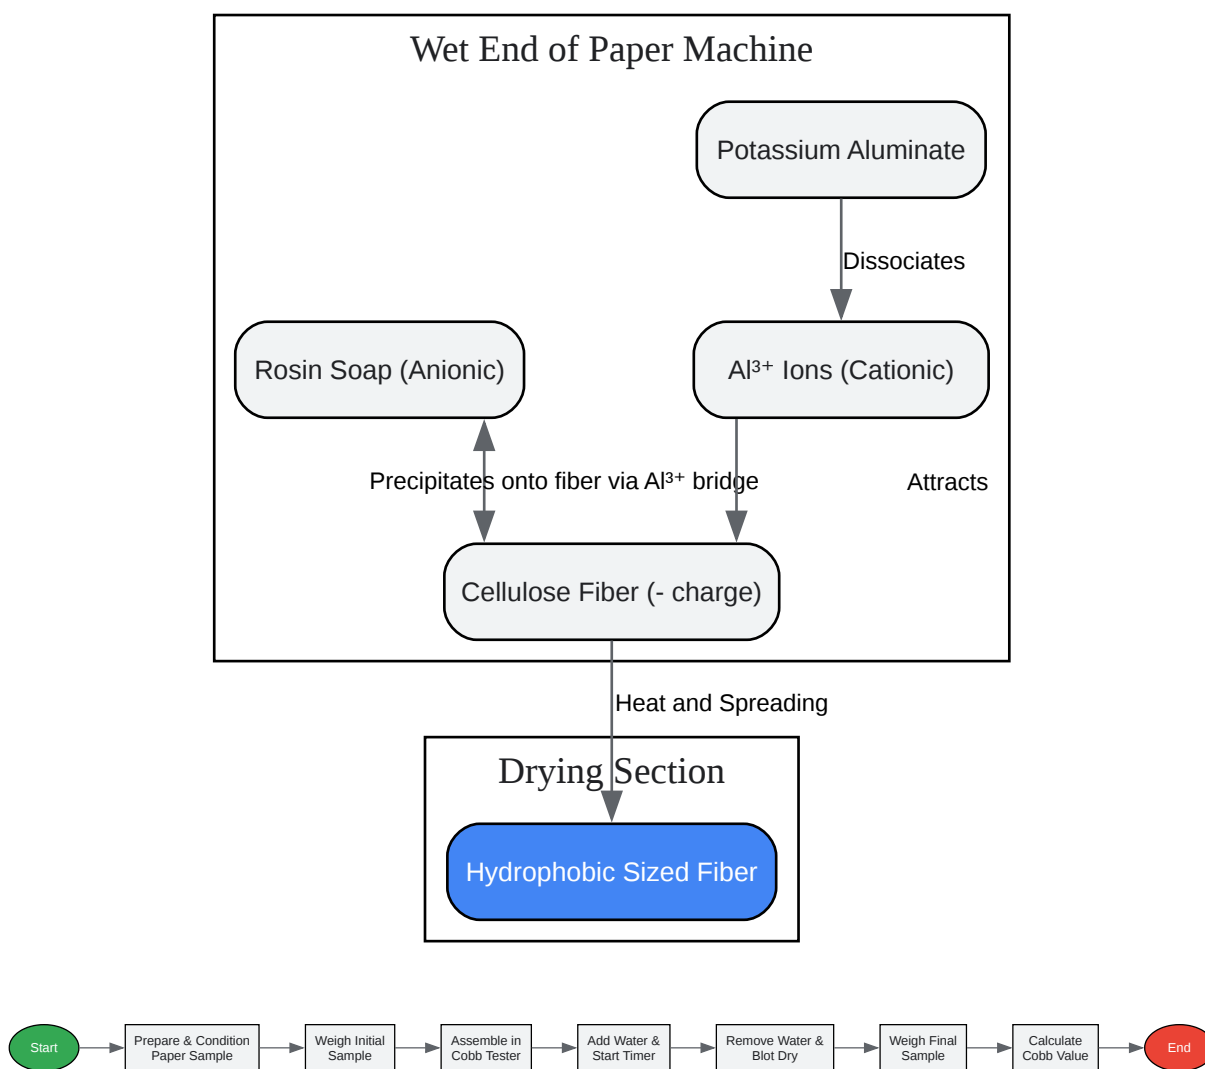 Wet End of Paper Machine
Potassium Aluminate
Dissociates
Rosin Soap (Anionic)
Al³⁺ Ions (Cationic)
Precipitates onto fiber via Al³⁺ bridge
Attracts
Cellulose Fiber (- charge)
Heat and Spreading
Drying Section
Hydrophobic Sized Fiber
Start
Prepare & Condition
Paper Sample
Weigh Initial
Sample
Assemble in
Cobb Tester
Add Water &
Start Timer
Remove Water &
Blot Dry
Weigh Final
Sample
Calculate
Cobb Value
End